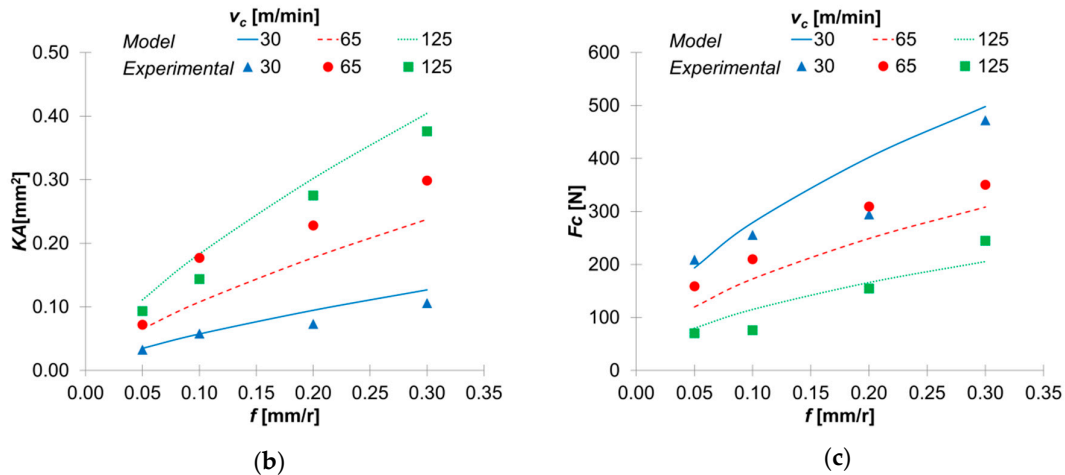 v_c [m/min]
Model 30 65 125
Experimental 30 65 125
KA[mm²]
0.50
0.40
0.30
0.20
0.10
0.00
0.00 0.05 0.10 0.15 0.20 0.25 0.30 0.35
f [mm/r]
(b)
v_c [m/min]
Model 30 65 125
Experimental 30 65 125
Fc [N]
600
500
400
300
200
100
0
0.00 0.05 0.10 0.15 0.20 0.25 0.30 0.35
f [mm/r]
(c)